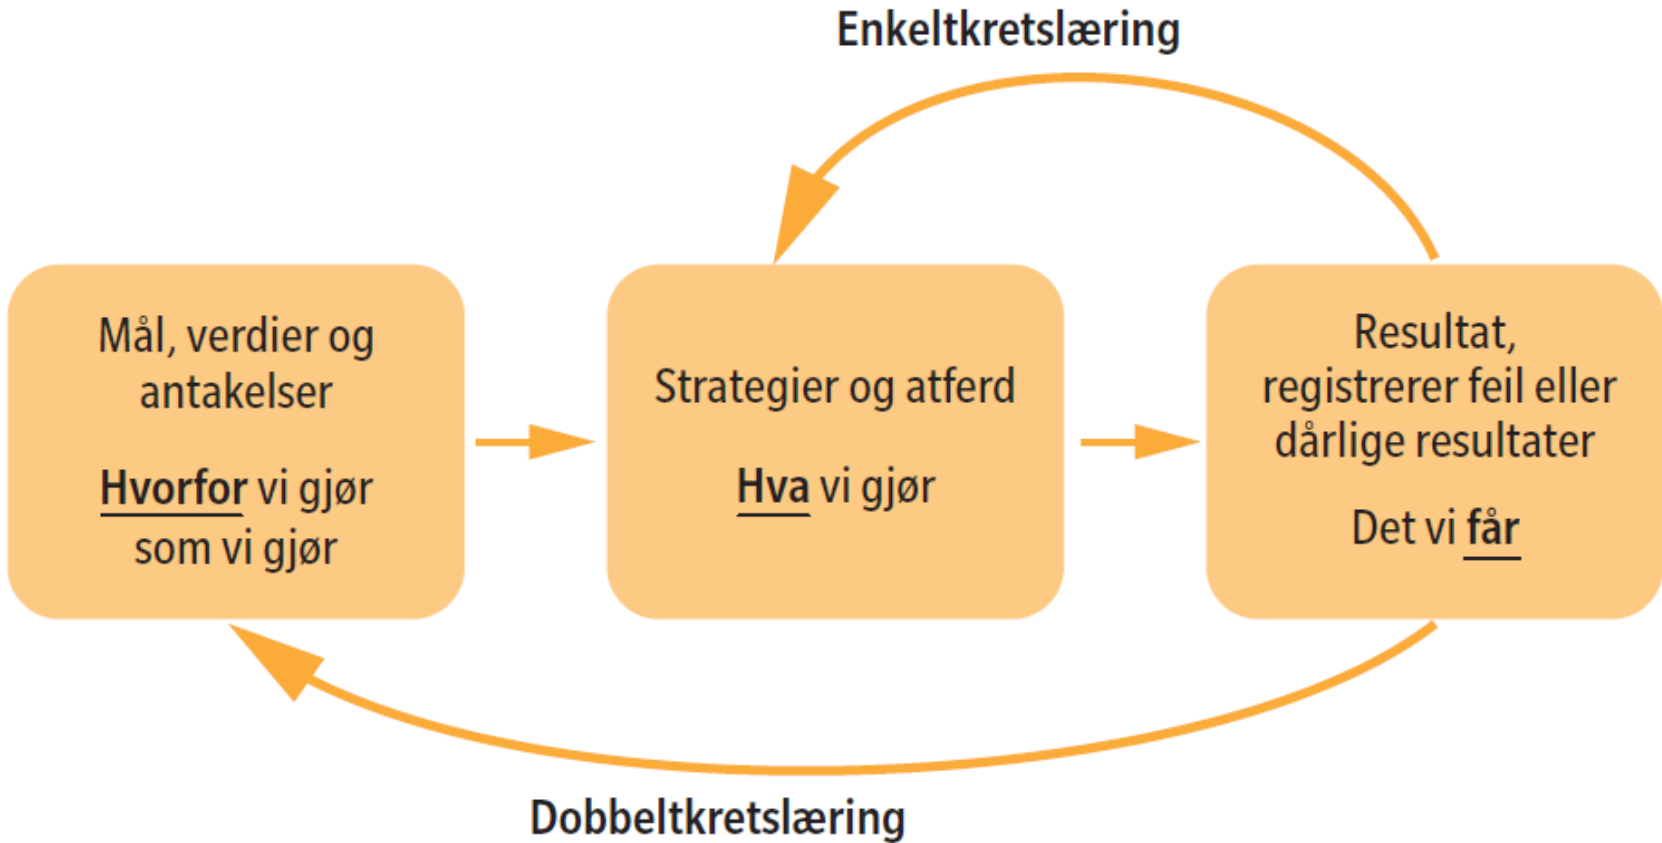 Enkeltkretslæring
Mål, verdier og
antakelser
Hvorfor vi gjør
som vi gjør
Strategier og atferd
Hva vi gjør
Resultat,
registrerer feil eller
dårlige resultater
Det vi får
Dobbeltkretslæring